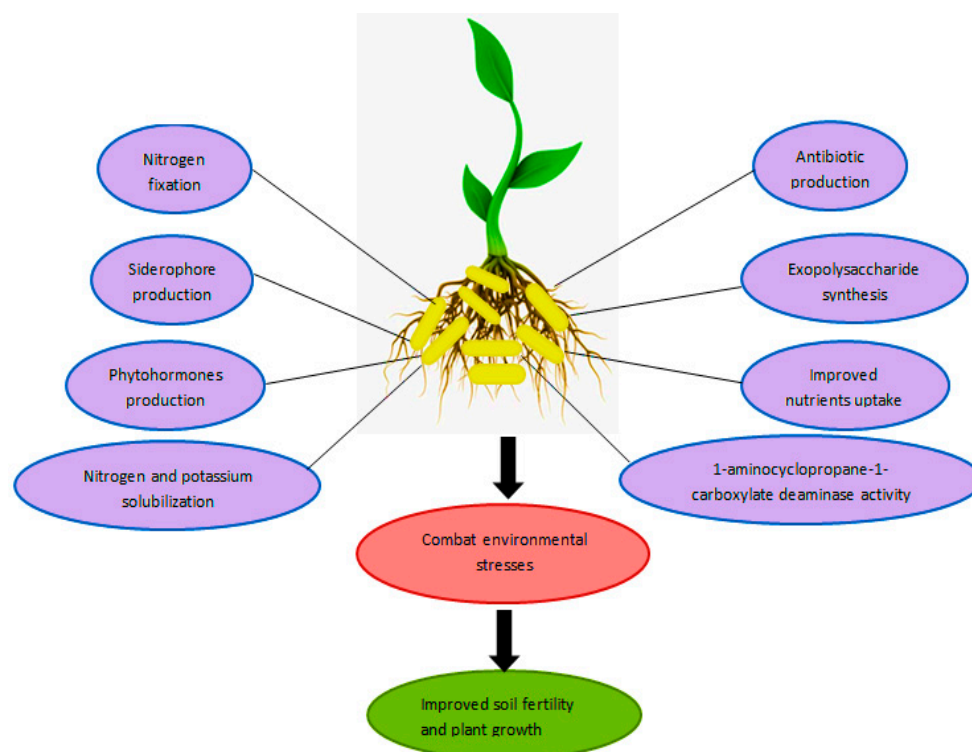 Nitrogen
fixation
Antibiotic
production
Siderophore
production
Exopolysaccharide
synthesis
Phytohormones
production
Improved
nutrients uptake
Nitrogen and potassium
solubilization
1-aminocyclopropane-1-
carboxylate deaminase activity
Combat environmental
stresses
Improved soil fertility
and plant growth